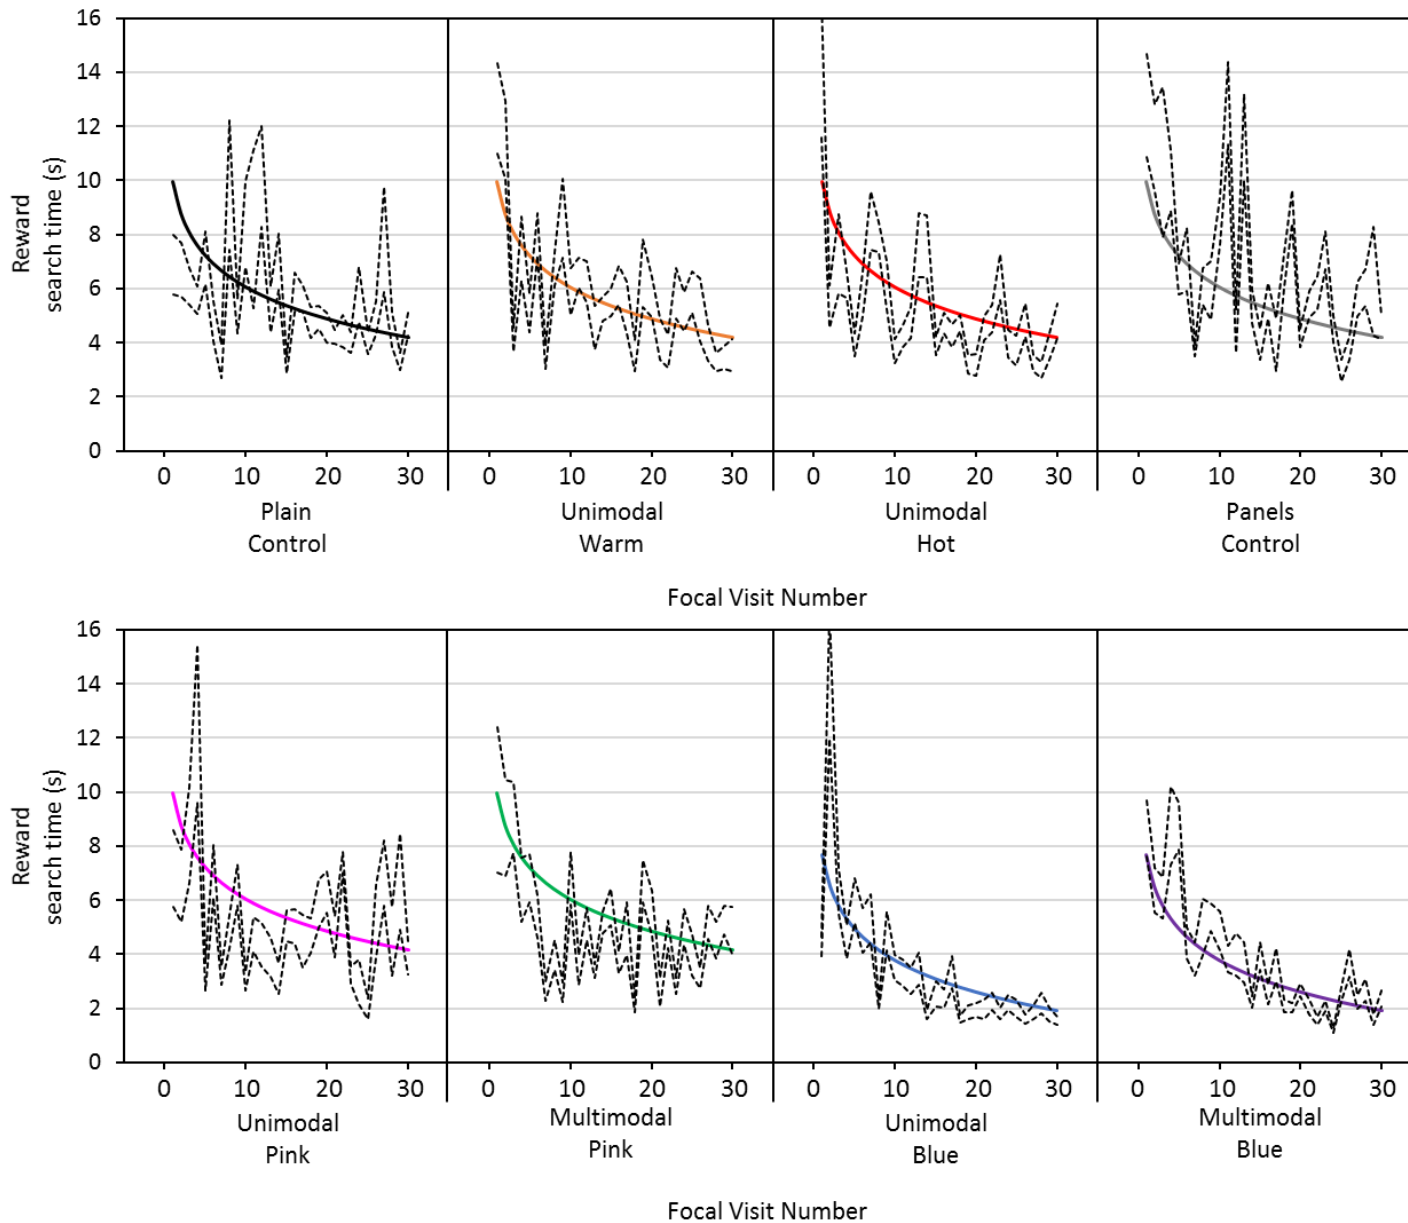 16
14
12
10
8
6
4
2
0
Reward
search time (s)
0 10 20 30 0 10 20 30 0 10 20 30 0 10 20 30
Plain Unimodal Unimodal Panels
Control Warm Hot Control
Focal Visit Number
16
14
12
10
8
6
4
2
0
Reward
search time (s)
0 10 20 30 0 10 20 30 0 10 20 30 0 10 20 30
Unimodal Multimodal Unimodal Multimodal
Pink Pink Blue Blue
Focal Visit Number